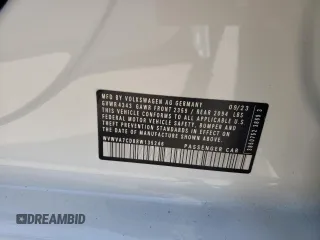 MFD BY VOLKSWAGEN AG GERMANY 09/23
GVWR 4343 GAWR FRONT 2359 / REAR 2094 LBS
THIS VEHICLE CONFORMS TO ALL APPLICABLE U.S.
FEDERAL MOTOR VEHICLE SAFETY, BUMPER AND
THEFT PREVENTION STANDARDS IN EFFECT ON THE
DATE OF MANUFACTURE SHOWN ABOVE.
PASSENGER CAR
DREAMBID